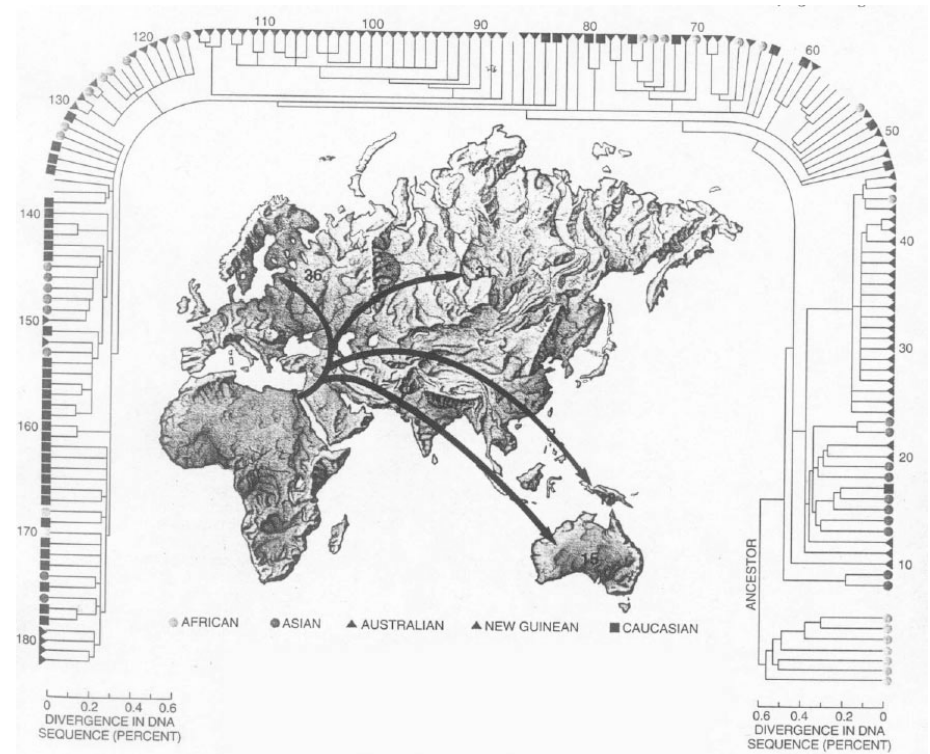 110
100
90
80
70
60
120
130
50
140
40
36
31
150
30
160
20
170
15
10
ANCESTOR
AFRICAN
ASIAN
AUSTRALIAN
NEW GUINEAN
CAUCASIAN
180
0
0.2
0.4
0.6
DIVERGENCE IN DNA
SEQUENCE (PERCENT)
0.6
0.4
0.2
0
DIVERGENCE IN DNA
SEQUENCE (PERCENT)